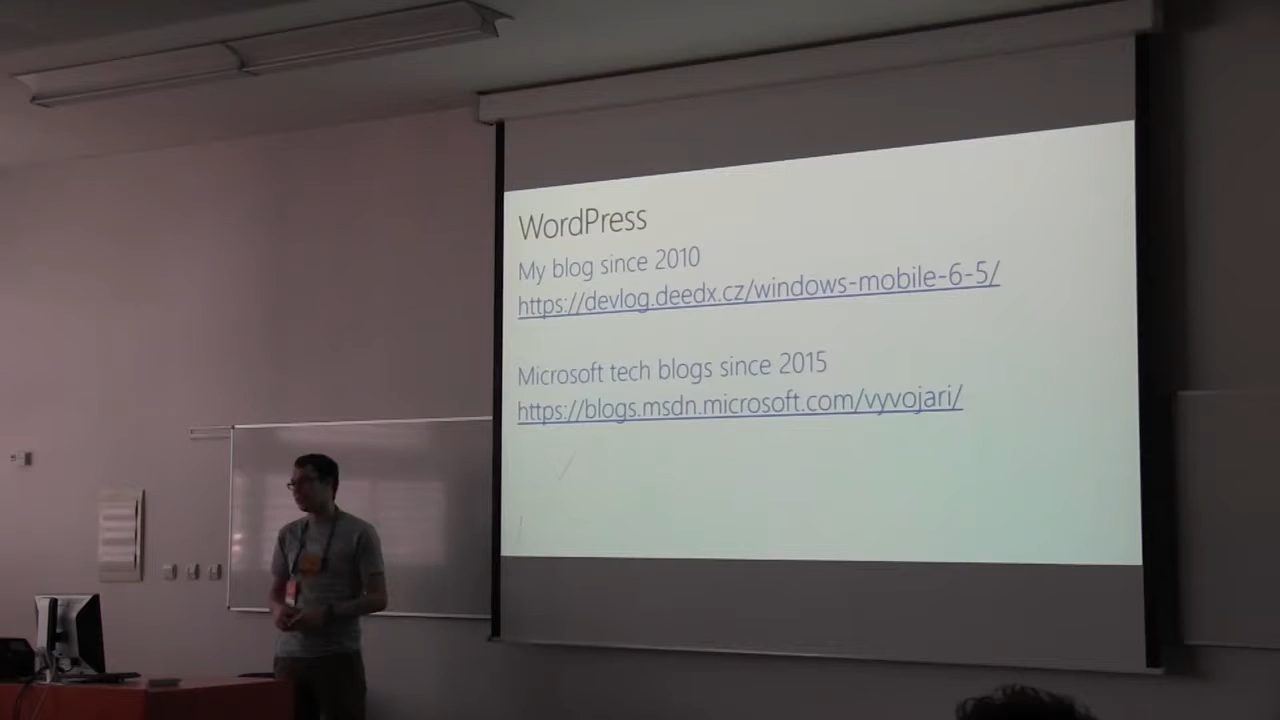 WordPress
My blog since 2010
https://devlog.deedx.cz/windows-mobile-6-5/
Microsoft tech blogs since 2015
https://blogs.msdn.microsoft.com/vyvojari/